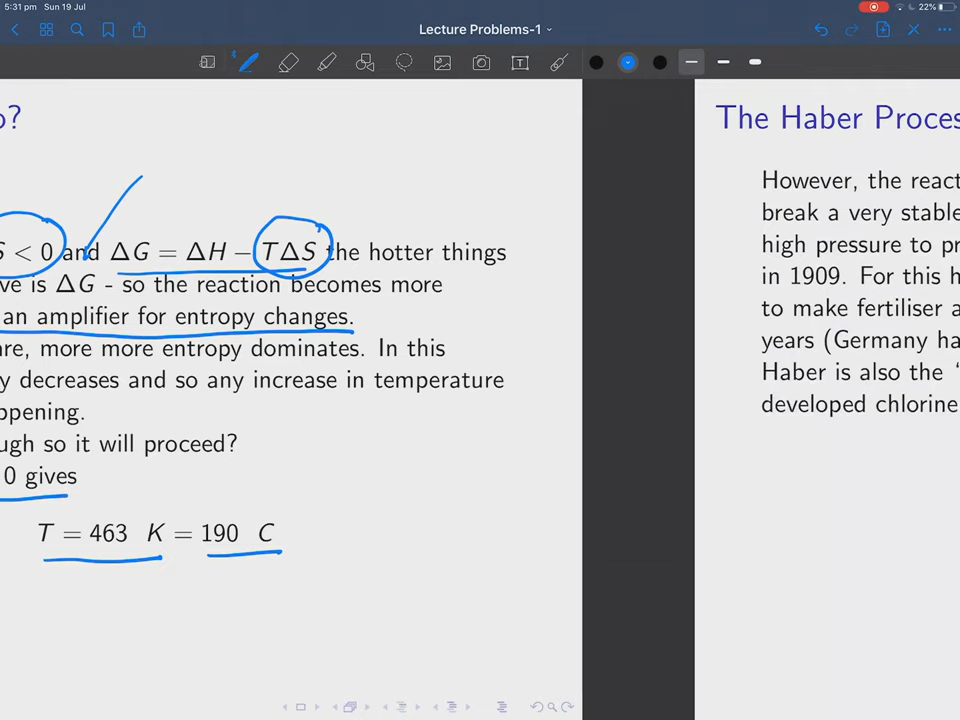 5:31 pm Sun 19 Jul
22%
Lecture Problems-1
o?
S < 0 and ΔG = ΔH − TΔS the hotter things
ve is ΔG - so the reaction becomes more
an amplifier for entropy changes.
are, more more entropy dominates. In this
y decreases and so any increase in temperature
ppening.
ugh so it will proceed?
0 gives
T = 463 K = 190 C
The Haber Proces
However, the react
break a very stable
high pressure to pr
in 1909. For this h
to make fertiliser a
years (Germany ha
Haber is also the '
developed chlorine